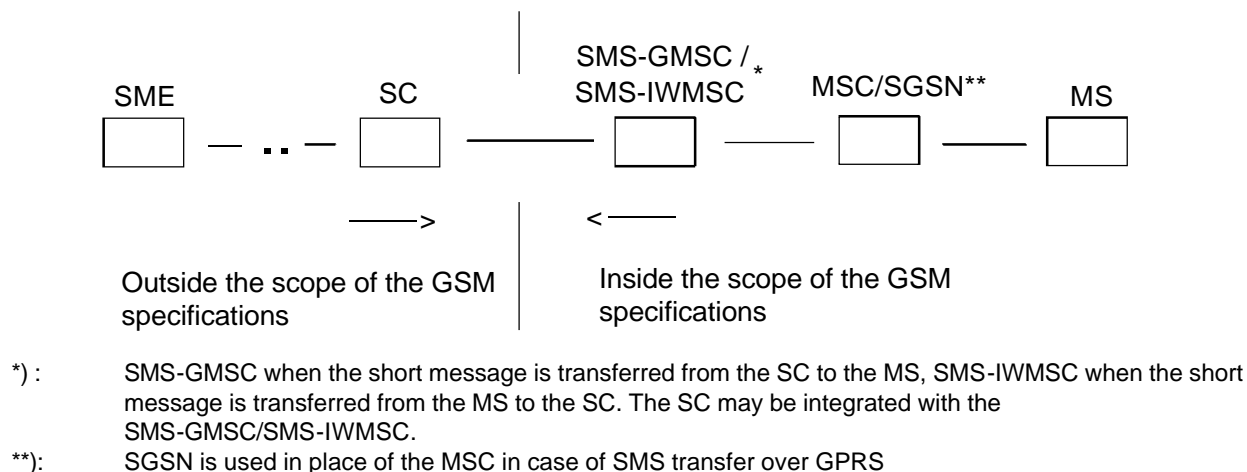 SMS-GMSC /
SMS-IWMSC *
SME
SC
MSC/SGSN**
MS
Outside the scope of the GSM
specifications
Inside the scope of the GSM
specifications
*) : SMS-GMSC when the short message is transferred from the SC to the MS, SMS-IWMSC when the short
message is transferred from the MS to the SC. The SC may be integrated with the
SMS-GMSC/SMS-IWMSC.
**): SGSN is used in place of the MSC in case of SMS transfer over GPRS